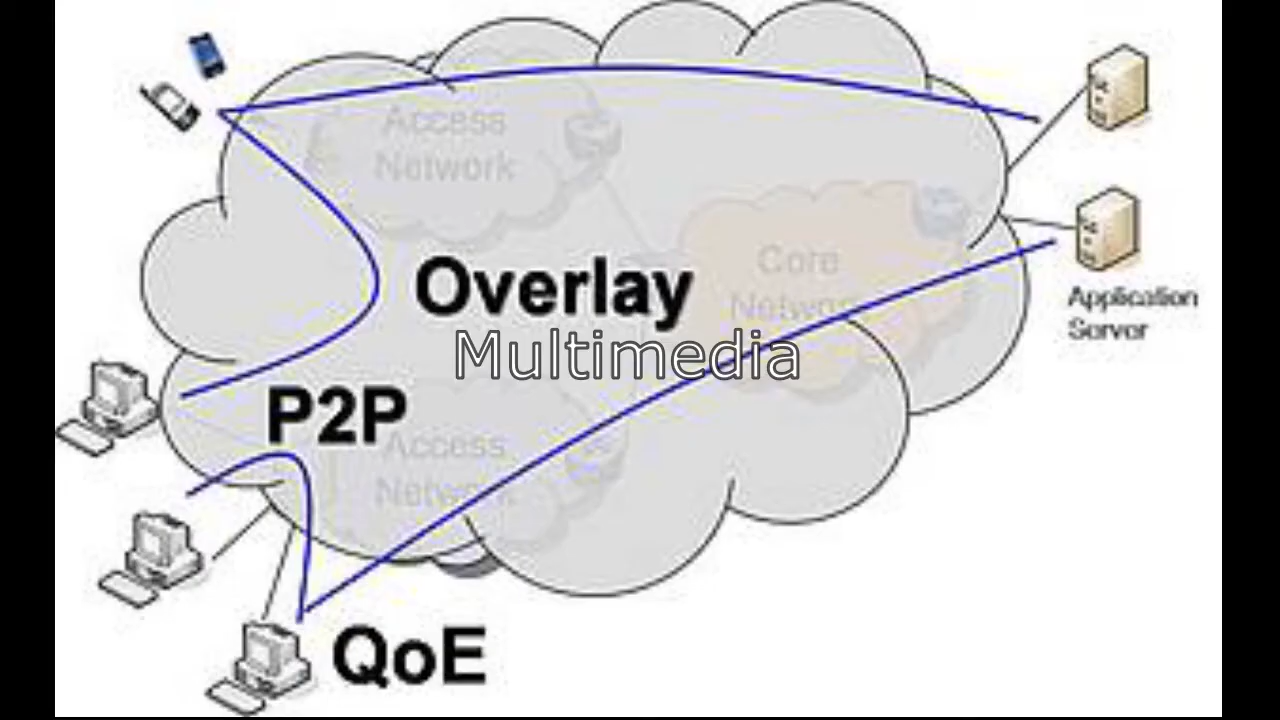 Access
Network
Core
Network
Overlay
Multimedia
Application
Server
P2P
Access
Network
QoE